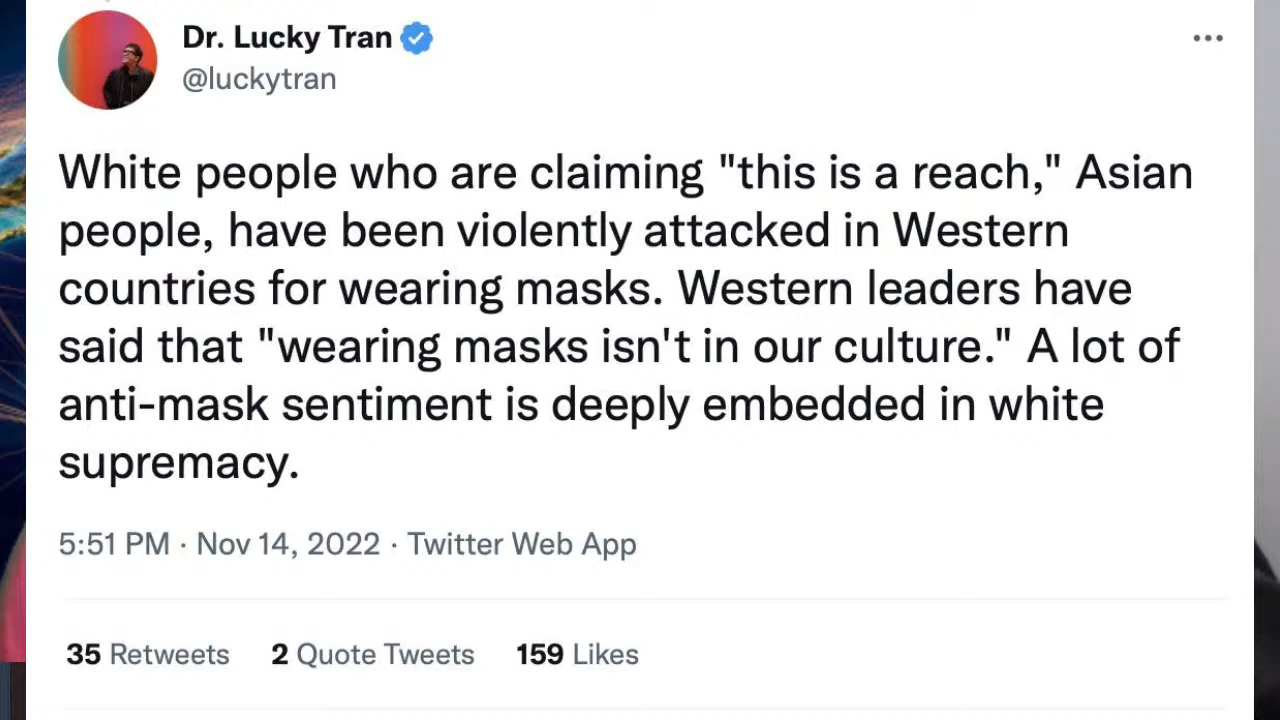 Dr. Lucky Tran
@luckytran
White people who are claiming "this is a reach," Asian
people, have been violently attacked in Western
countries for wearing masks. Western leaders have
said that "wearing masks isn't in our culture." A lot of
anti-mask sentiment is deeply embedded in white
supremacy.
5:51 PM · Nov 14, 2022 · Twitter Web App
35 Retweets 2 Quote Tweets 159 Likes